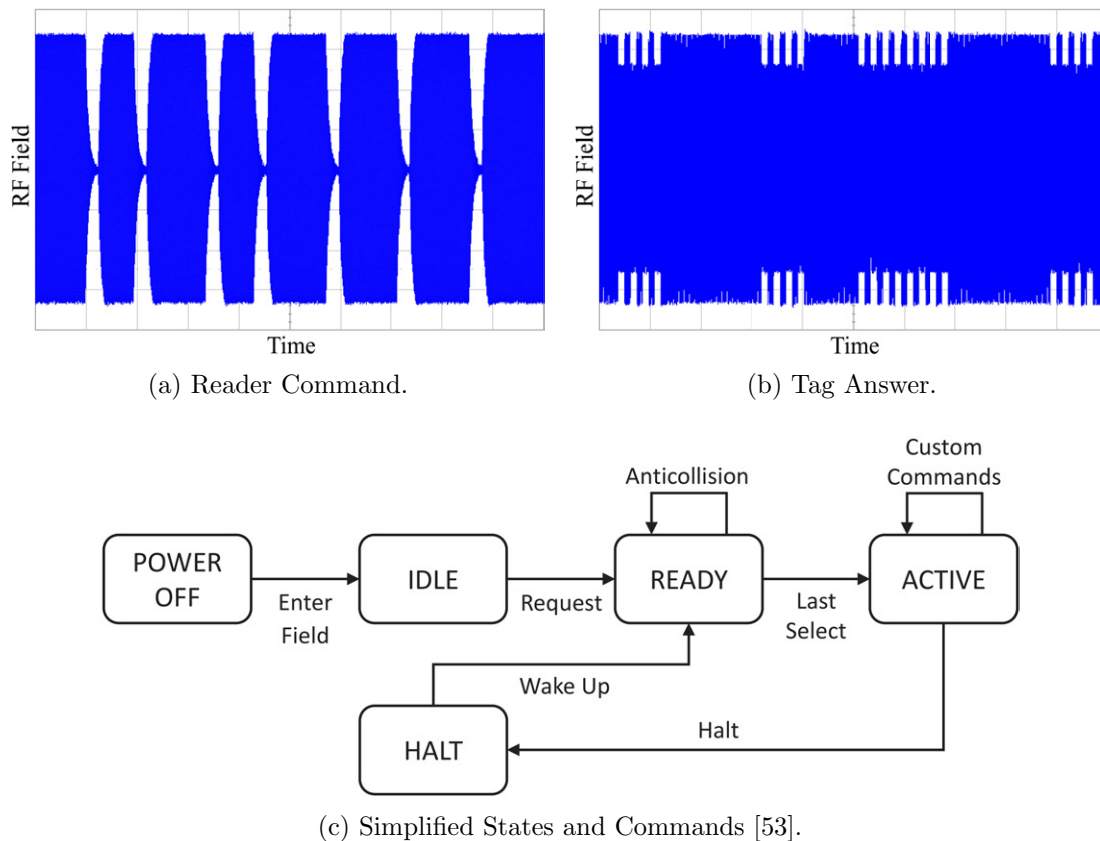 RF Field
Time
(a) Reader Command.
RF Field
Time
(b) Tag Answer.
Anticollision
Custom
Commands
POWER
OFF
IDLE
READY
ACTIVE
Enter
Field
Request
Last
Select
Wake Up
HALT
Halt
(c) Simplified States and Commands [53].